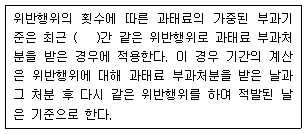 위반행위의 횟수에 따른 과태료의 가중된 부과기
준은 최근 (    )간 같은 위반행위로 과태료 부과처
분을 받은 경우에 적용한다. 이 경우 기간의 계산
은 위반행위에 대해 과태료 부과처분을 받은 날과
그 처분 후 다시 같은 위반행위를 하여 적발된 날
은 기준으로 한다.